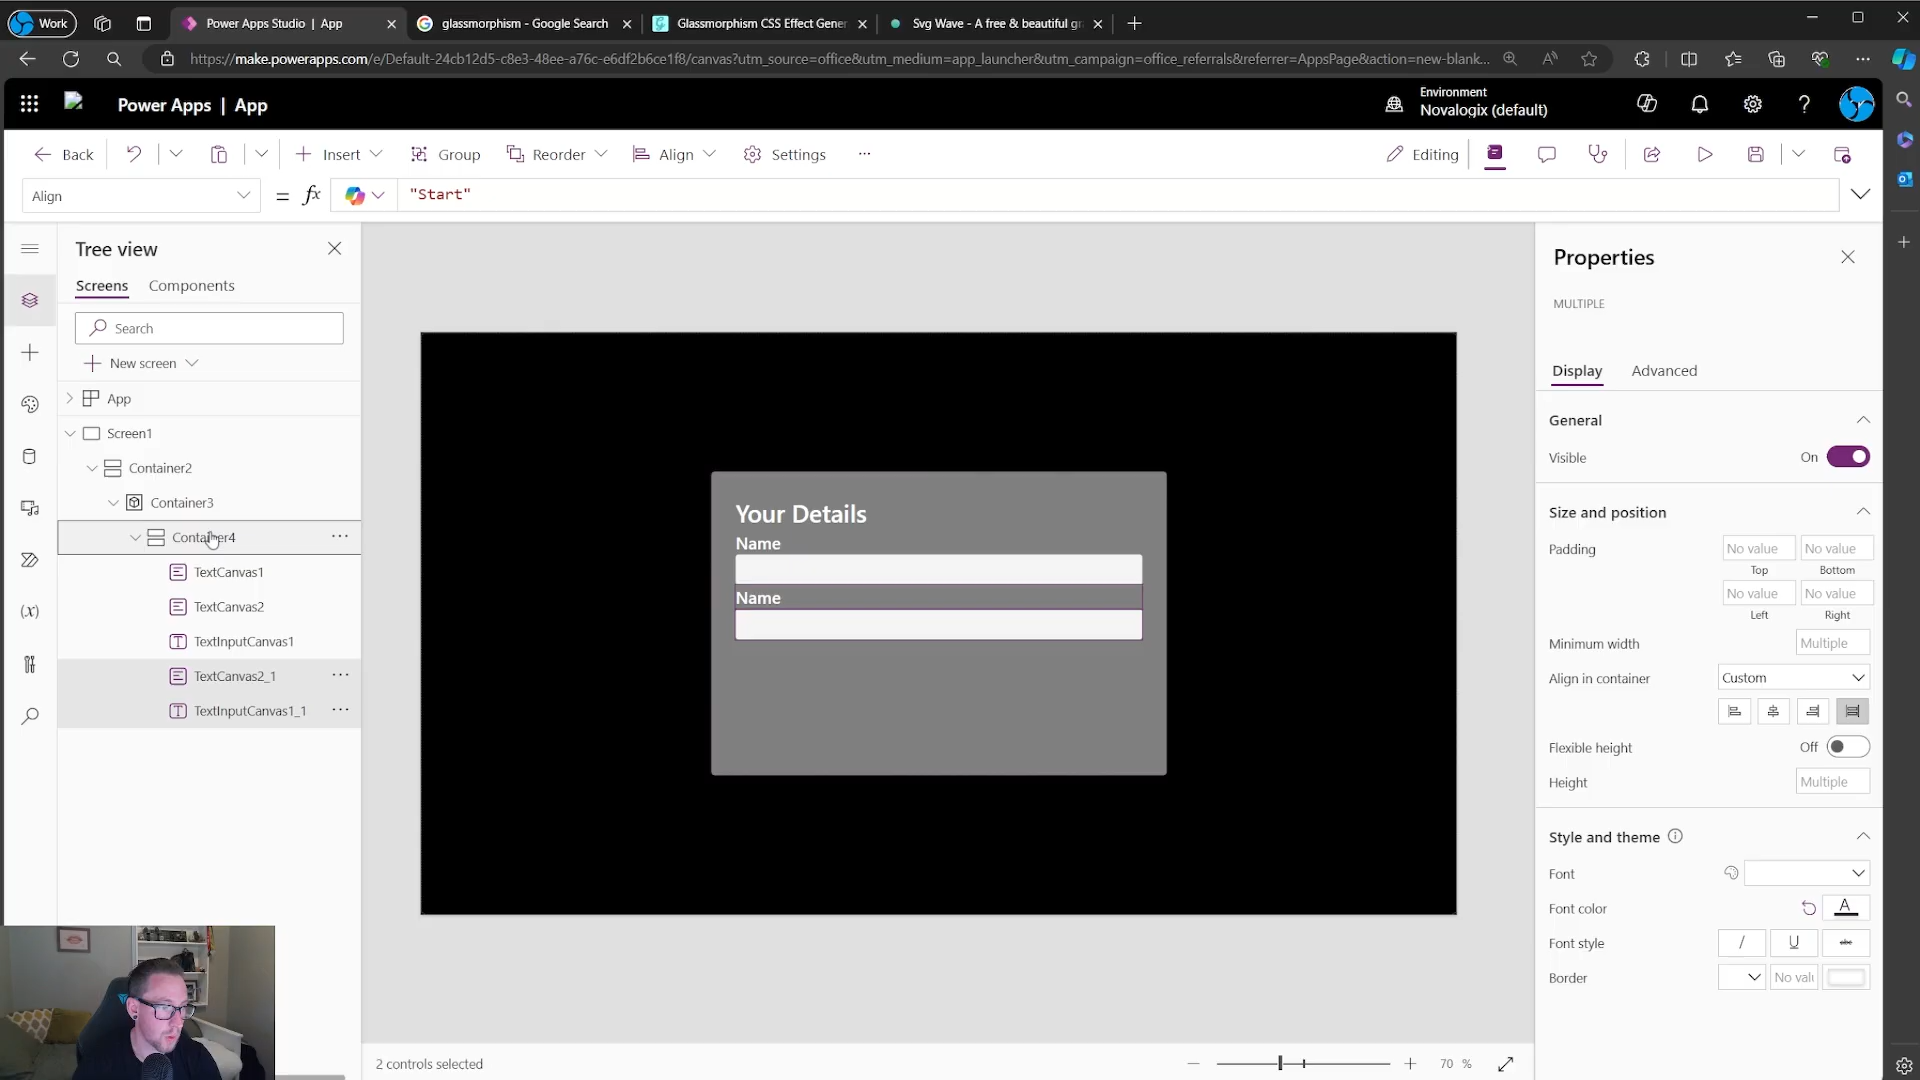 Work
Power Apps Studio | App
glassmorphism - Google Search
Glassmorphism CSS Effect Gener
Svg Wave - A free & beautiful gr
https://make.powerapps.com/e/Default-24cb12d5-c8e3-48ee-a76c-e6df2b6ce1f8/canvas?utm_source=office&utm_medium=app_launcher&utm_campaign=office_referrals&referrer=AppsPage&action=new-blank...
Power Apps | App
Environment
Novalogix (default)
Back
Insert
Group
Reorder
Align
Settings
Editing
Align
= fx
"Start"
Tree view
Screens
Components
Search
New screen
App
Screen1
Container2
Container3
Container4
TextCanvas1
TextCanvas2
TextInputCanvas1
TextCanvas2_1
TextInputCanvas1_1
Your Details
Name
Name
2 controls selected
70 %
Properties
MULTIPLE
Display
Advanced
General
Visible
On
Size and position
Padding
No value
No value
Top
Bottom
No value
No value
Left
Right
Minimum width
Multiple
Align in container
Custom
Flexible height
Off
Height
Multiple
Style and theme
Font
Font color
A
Font style
/
U
abc
Border
No valu